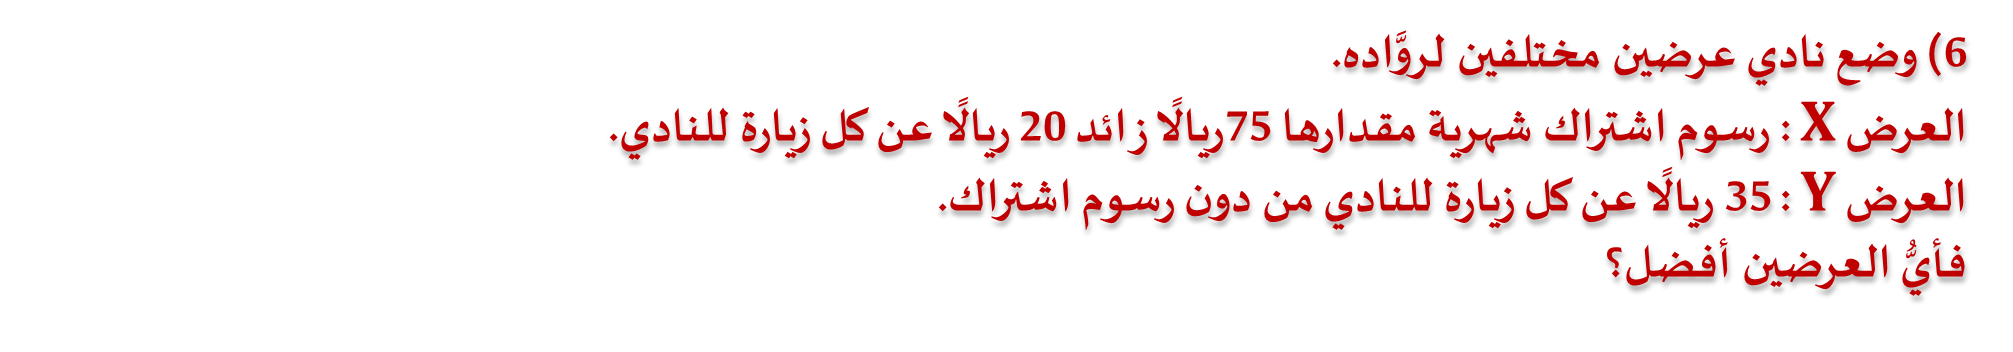 6) وضع نادي عرضين مختلفين لروَّاده.
العرض X : رسوم اشتراك شهرية مقدارها 75ريالًا زائد 20 ريالًا عن كل زيارة للنادي.
العرض Y : 35 ريالًا عن كل زيارة للنادي من دون رسوم اشتراك.
فأيُّ العرضين أفضل؟